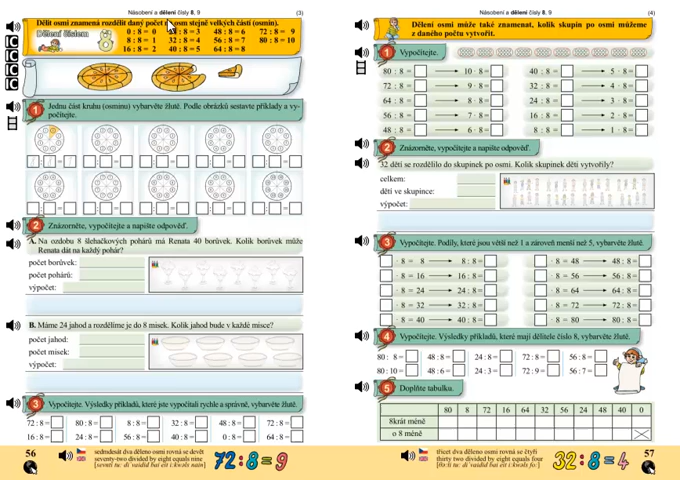 Násobení a dělení čísly 8, 9
(3)
Dělit osmi znamená rozdělit daný počet na osm stejně velkých částí (osmin).
Dělení číslem
8
0 : 8 = 0 : 8 = 3 48 : 8 = 6 72 : 8 = 9
8 : 8 = 1 32 : 8 = 4 56 : 8 = 7 80 : 8 = 10
16 : 8 = 2 40 : 8 = 5 64 : 8 = 8
1 Jednu část kruhu (osminu) vybarvěte žlutě. Podle obrázků sestavte příklady a vy-
počítejte.
2 Znázorněte, vypočítejte a napište odpověď.
A. Na ozdobu 8 šlehačkových pohárů má Renata 40 borůvek. Kolik borůvek může
Renata dát na každý pohár?
počet borůvek:
počet pohárů:
výpočet:
B. Máme 24 jahod a rozdělíme je do 8 misek. Kolik jahod bude v každé misce?
počet jahod:
počet misek:
výpočet:
3 Vypočítejte. Výsledky příkladů, které jste vypočítali rychle a správně, vybarvěte žlutě.
72 : 8 = 80 : 8 = 8 : 8 = 32 : 8 = 48 : 8 = 72 : 8 =
16 : 8 = 24 : 8 = 56 : 8 = 40 : 8 = 0 : 8 = 64 : 8 =
56
sedmdesát dva děleno osmi rovná se devět
seventy-two divided by eight equals nine
72 : 8 = 9
Násobení a dělení čísly 8, 9
(4)
Dělení osmi může také znamenat, kolik skupin po osmi můžeme
z daného počtu vytvořit.
1 Vypočítejte.
80 : 8 = 10 · 8 = 40 : 8 = 5 · 8 =
72 : 8 = 9 · 8 = 32 : 8 = 4 · 8 =
64 : 8 = 8 · 8 = 24 : 8 = 3 · 8 =
56 : 8 = 7 · 8 = 16 : 8 = 2 · 8 =
48 : 8 = 6 · 8 = 8 : 8 = 1 · 8 =
2 Znázorněte, vypočítejte a napište odpověď.
32 dětí se rozdělilo do skupinek po osmi. Kolik skupinek děti vytvořily?
celkem:
dětí ve skupince:
výpočet:
3 Vypočítejte. Podíly, které jsou větší než 1 a zároveň menší než 5, vybarvěte žlutě.
· 8 = 8 8 : 8 = · 8 = 48 48 : 8 =
· 8 = 16 16 : 8 = · 8 = 56 56 : 8 =
· 8 = 24 24 : 8 = · 8 = 64 64 : 8 =
· 8 = 32 32 : 8 = · 8 = 72 72 : 8 =
· 8 = 40 40 : 8 = · 8 = 80 80 : 8 =
4 Vypočítejte. Výsledky příkladů, které mají dělitele číslo 8, vybarvěte žlutě.
80 : 8 = 48 : 8 = 24 : 8 = 72 : 8 = 56 : 8 =
80 : 10 = 48 : 6 = 24 : 3 = 72 : 9 = 56 : 7 =
5 Doplňte tabulku.
80 8 72 16 64 32 56 24 48 40 0
8krát méně
o 8 méně
třicet dva děleno osmi rovná se čtyři
thirty two divided by eight equals four
32 : 8 = 4
57